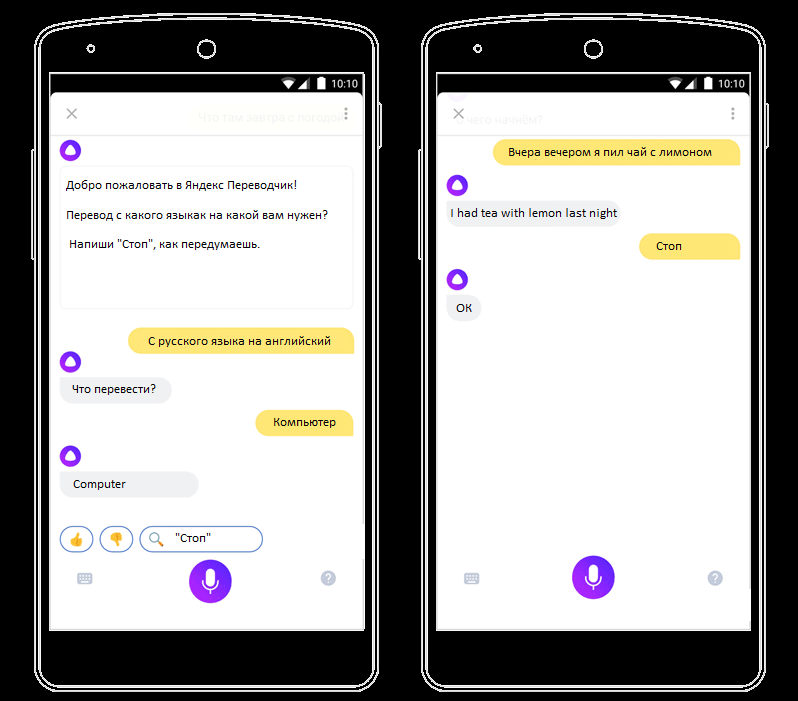 10:10
Что там завтра с погодой
Добро пожаловать в Яндекс Переводчик!
Перевод с какого языкак на какой вам нужен?
Напиши "Стоп", как передумаешь.
С русского языка на английский
Что перевести?
Компьютер
Computer
"Стоп"
?
10:10
чего начнём?
Вчера вечером я пил чай с лимоном
I had tea with lemon last night
Стоп
ОК
?